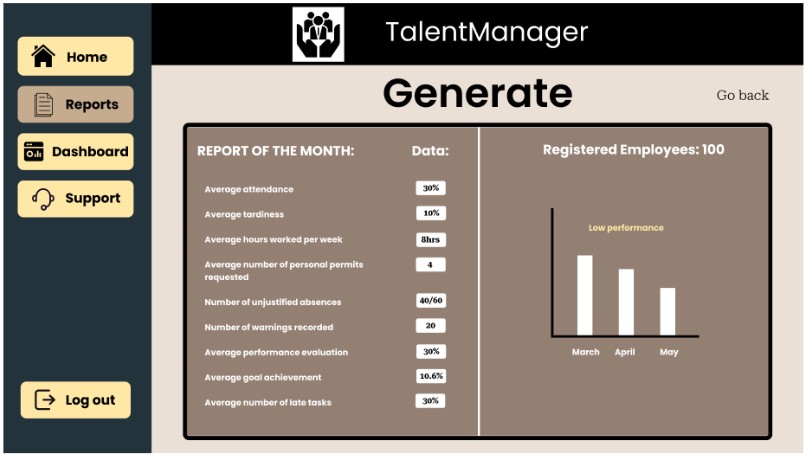 TalentManager
Home
Reports
Dashboard
Support
Log out
Generate
Go back
REPORT OF THE MONTH: Data:
Average attendance 30%
Average tardiness 10%
Average hours worked per week 8hrs
Average number of personal permits 4
requested
Number of unjustified absences 40/60
Number of warnings recorded 20
Average performance evaluation 30%
Average goal achievement 10.6%
Average number of late tasks 30%
Registered Employees: 100
Low performance
March April May